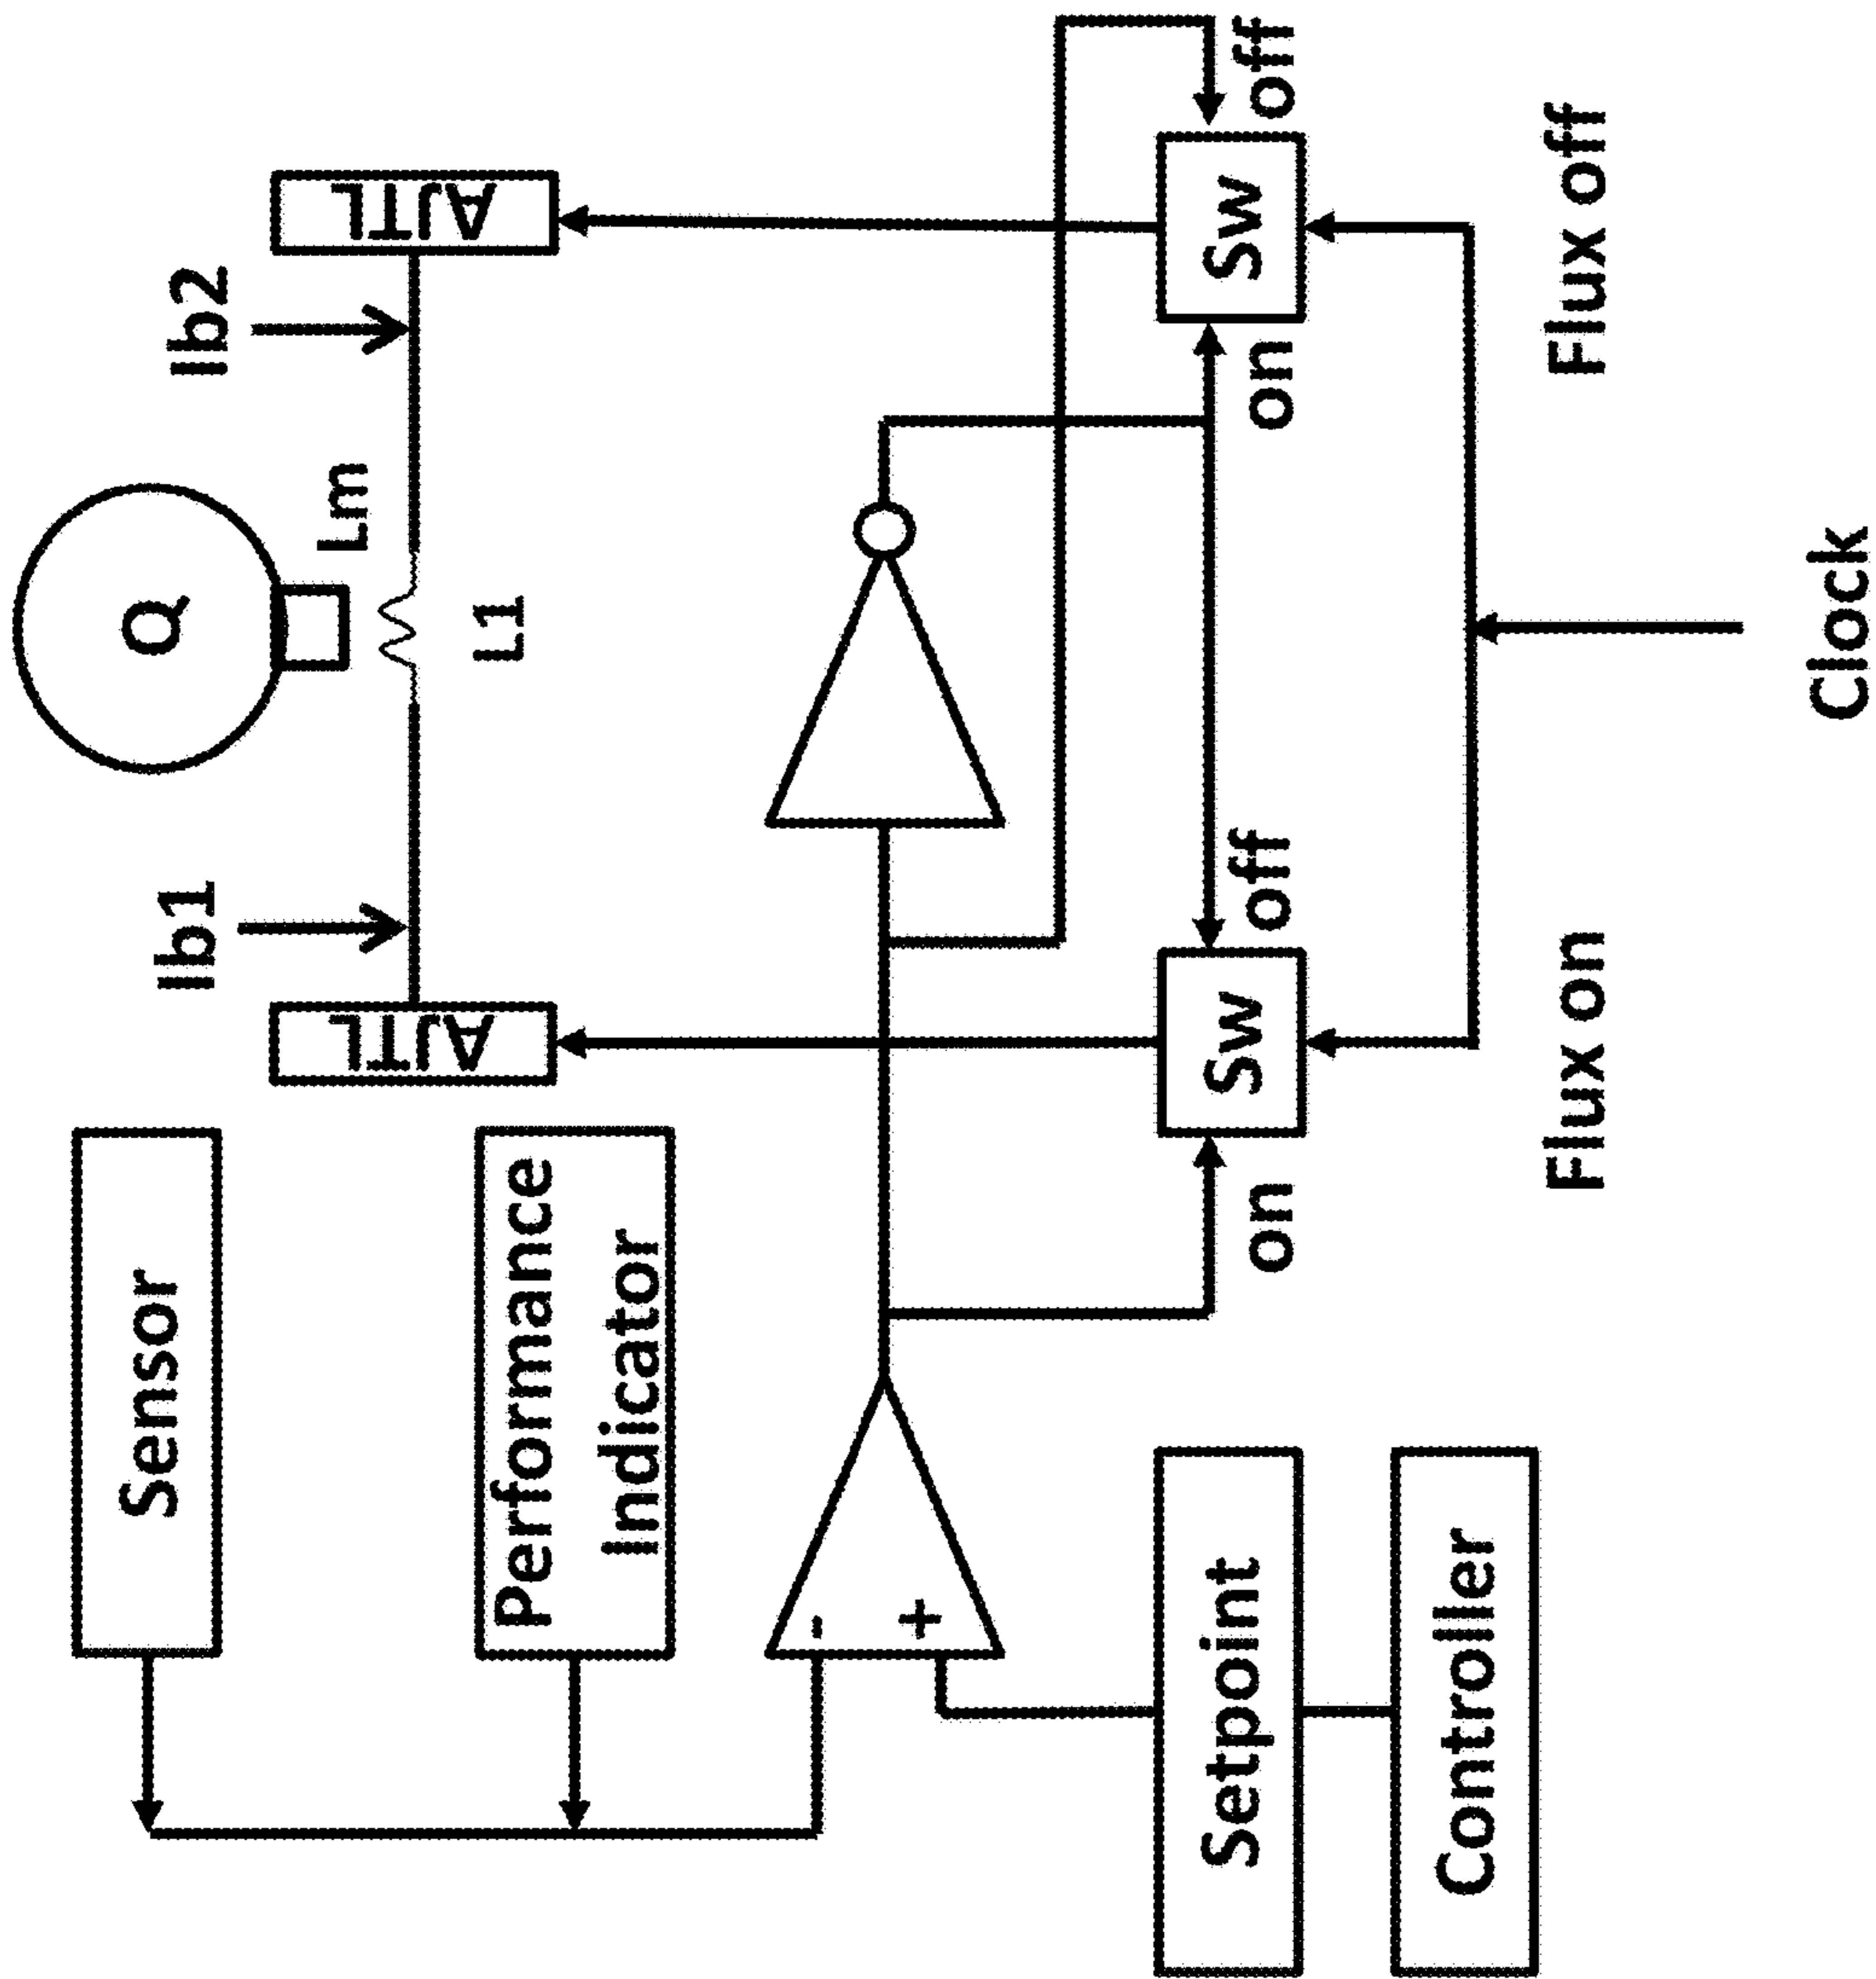 Sensor
Performance
Indicator
-
+
Setpoint
Controller
AJTL
Ib1
Q
Lm
L1
Ib2
AJTL
on
Sw
off
on
Sw
off
Flux on
Flux off
Clock